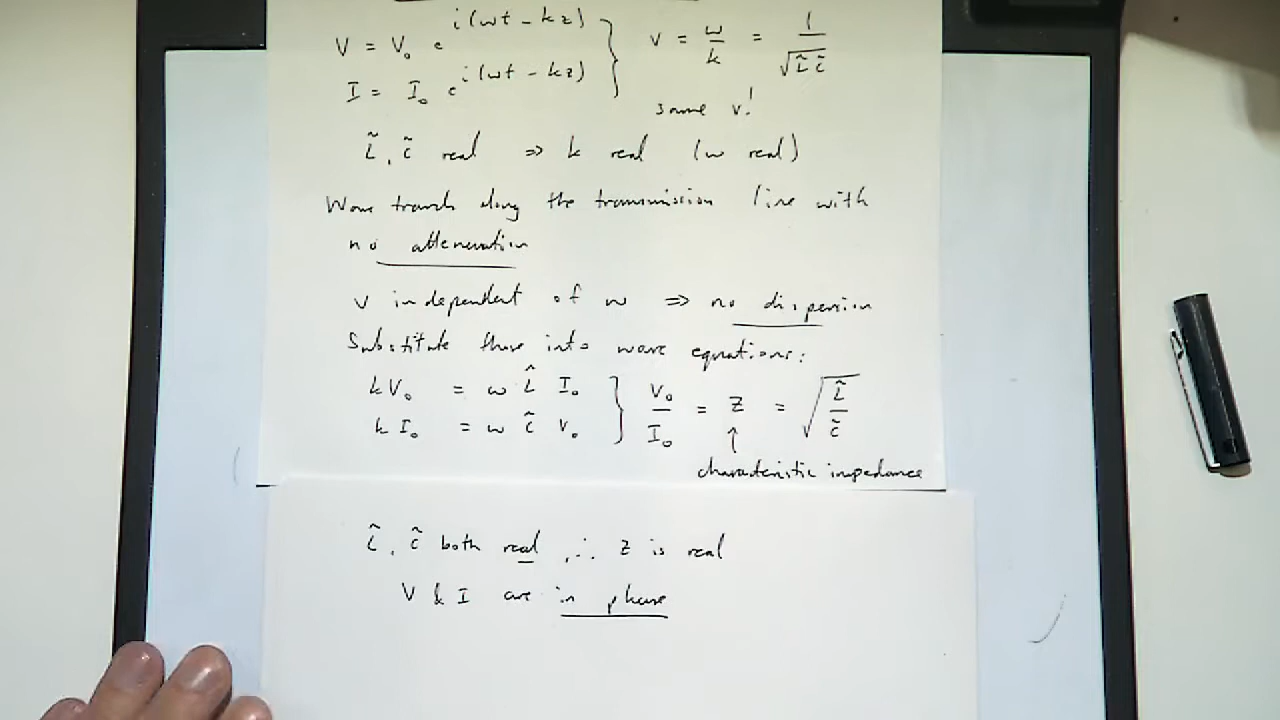 V = V₀ e^{i(ωt - kz)} } v = ω/k = 1/√(L̃ C̃)
I = I₀ e^{i(ωt - kz)}
same v!
L̃, C̃ real ⇒ k real (ω real)
Wave travels along the transmission line with
no attenuation
v independent of ω ⇒ no dispersion
Substitute these into wave equations:
kV₀ = ω L̃ I₀ } V₀/I₀ = Z = √(L̃/C̃)
k I₀ = ω C̃ V₀
↑
characteristic impedance
L̃, C̃ both real ∴ Z is real
V & I are in phase